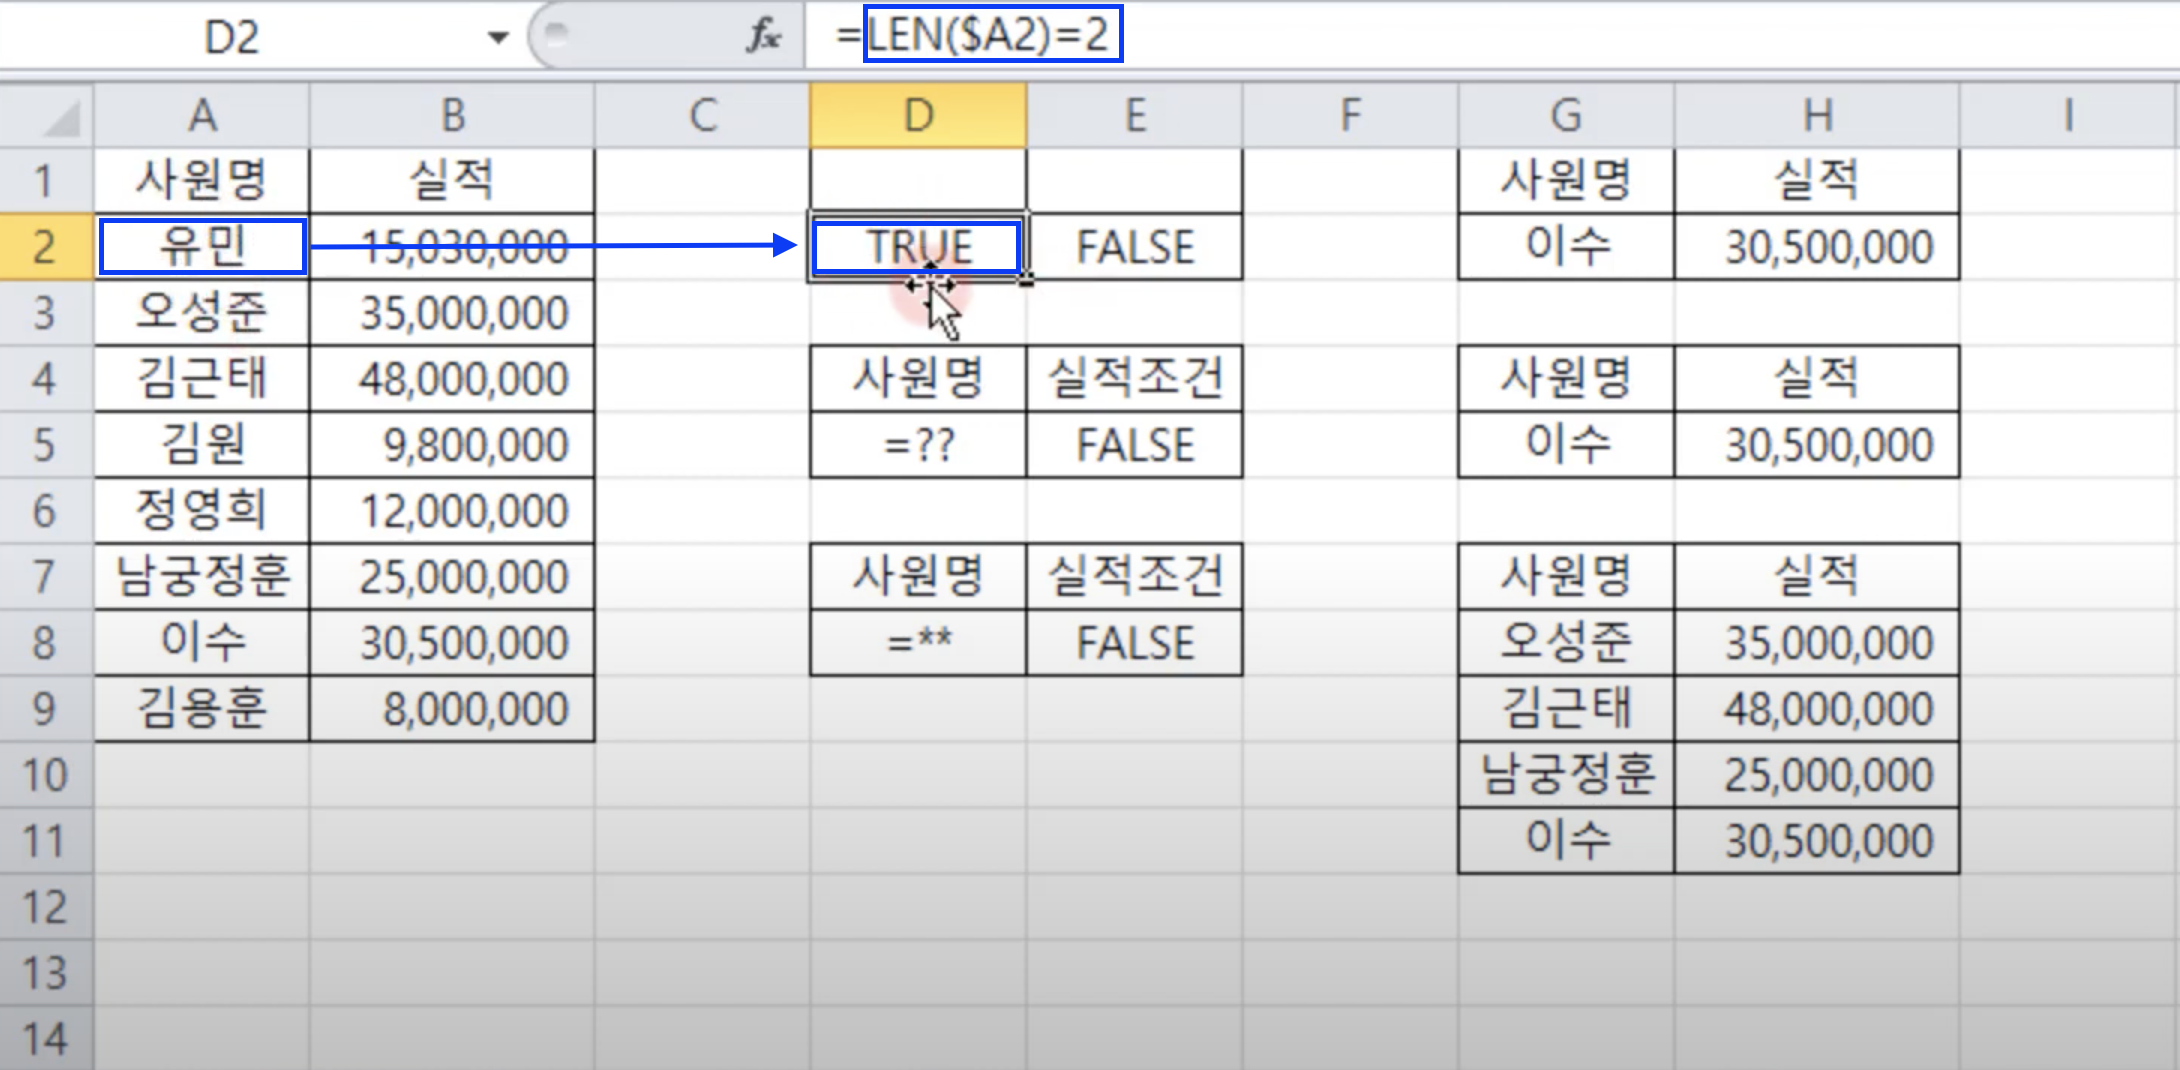 D2 fx =LEN($A2)=2
A B C D E F G H I
1 사원명 실적 사원명 실적
2 유민 15,030,000 TRUE FALSE 이수 30,500,000
3 오성준 35,000,000
4 김근태 48,000,000 사원명 실적조건 사원명 실적
5 김원 9,800,000 =?? FALSE 이수 30,500,000
6 정영희 12,000,000
7 남궁정훈 25,000,000 사원명 실적조건 사원명 실적
8 이수 30,500,000 =** FALSE 오성준 35,000,000
9 김용훈 8,000,000 김근태 48,000,000
10 남궁정훈 25,000,000
11 이수 30,500,000
12
13
14